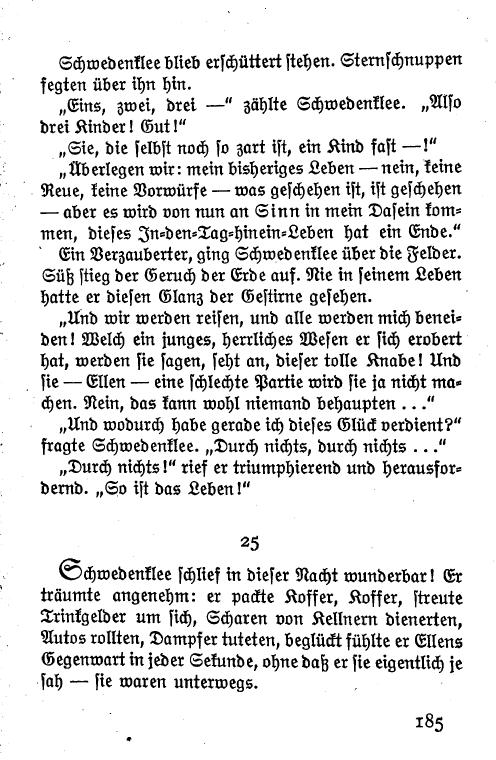 Schwedenklee blieb erschüttert stehen. Sternschnuppen
fegten über ihn hin.
„Eins, zwei, drei —“ zählte Schwedenklee. „Also
drei Kinder! Gut!“
„Sie, die selbst noch so zart ist, ein Kind fast —!“
„Überlegen wir: mein bisheriges Leben — nein, keine
Reue, keine Vorwürfe — was geschehen ist, ist geschehen
— aber es wird von nun an Sinn in mein Dasein kom-
men, dieses In-den-Tag-hinein-Leben hat ein Ende.“
Ein Verzauberter, ging Schwedenklee über die Felder.
Süß stieg der Geruch der Erde auf. Nie in seinem Leben
hatte er diesen Glanz der Gestirne gesehen.
„Und wir werden reisen, und alle werden mich benei-
den! Welch ein junges, herrliches Wesen er sich erobert
hat, werden sie sagen, seht an, dieser tolle Knabe! Und
sie — Ellen — eine schlechte Partie wird sie ja nicht ma-
chen. Nein, das kann wohl niemand behaupten ...“
„Und wodurch habe gerade ich dieses Glück verdient?“
fragte Schwedenklee. „Durch nichts, durch nichts ...“
„Durch nichts!“ rief er triumphierend und herausfor-
dernd. „So ist das Leben!“
25
Schwedenklee schlief in dieser Nacht wunderbar! Er
träumte angenehm: er packte Koffer, Koffer, streute
Trinkgelder um sich, Scharen von Kellnern dienerten,
Autos rollten, Dampfer tuteten, beglückt fühlte er Ellens
Gegenwart in jeder Sekunde, ohne daß er sie eigentlich je
sah — sie waren unterwegs.
185